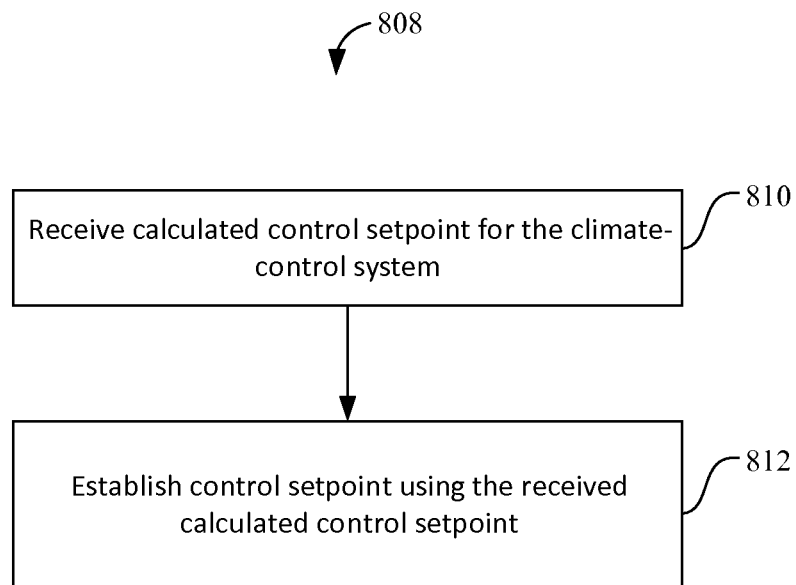 808
Receive calculated control setpoint for the climate-
control system
810
Establish control setpoint using the received
calculated control setpoint
812